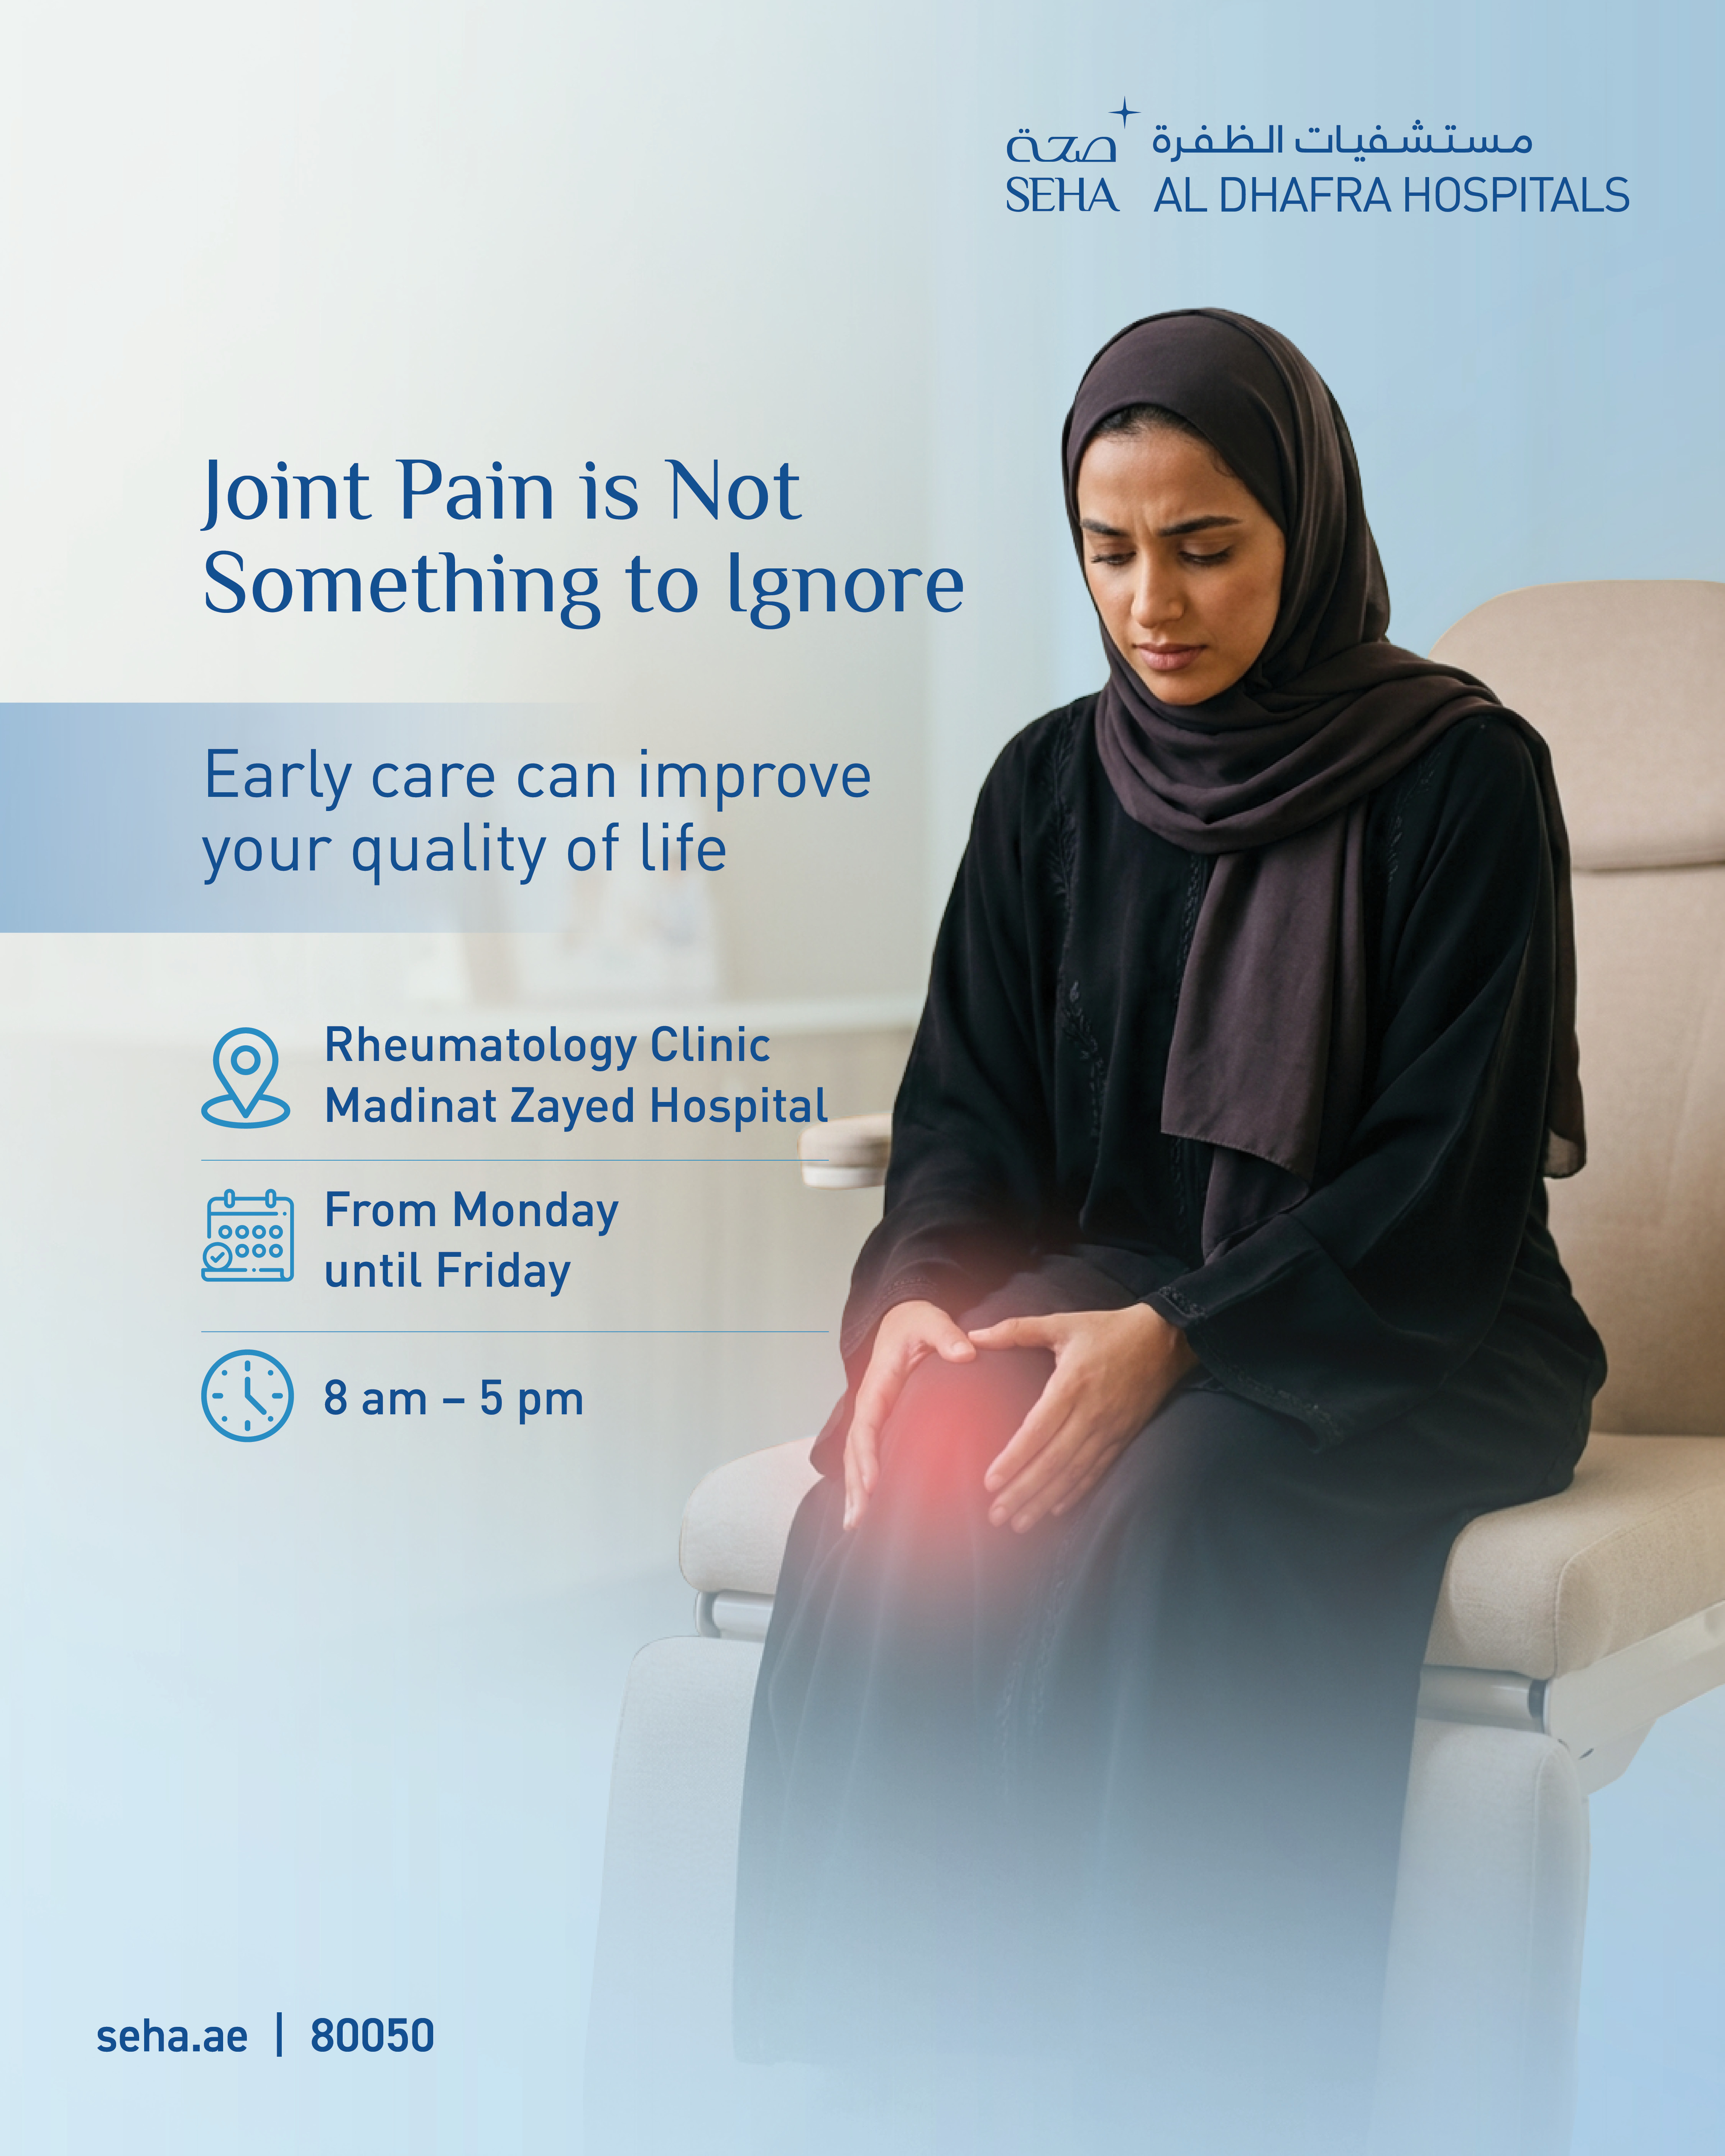 صحة
SEHA
مستشفيات الظفرة
AL DHAFRA HOSPITALS
Joint Pain is Not
Something to Ignore
Early care can improve
your quality of life
Rheumatology Clinic
Madinat Zayed Hospital
From Monday
until Friday
8 am – 5 pm
seha.ae | 80050